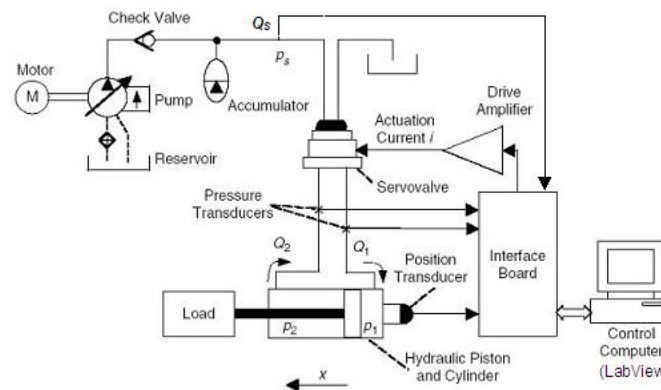 Check Valve
Qs
ps
Motor
M
Pump
Accumulator
Reservoir
Drive
Amplifier
Actuation
Current i
Servovalve
Pressure
Transducers
Q2
Q1
Position
Transducer
Interface
Board
Load
p2
p1
Hydraulic Piston
and Cylinder
x
Control
Computer
(LabView